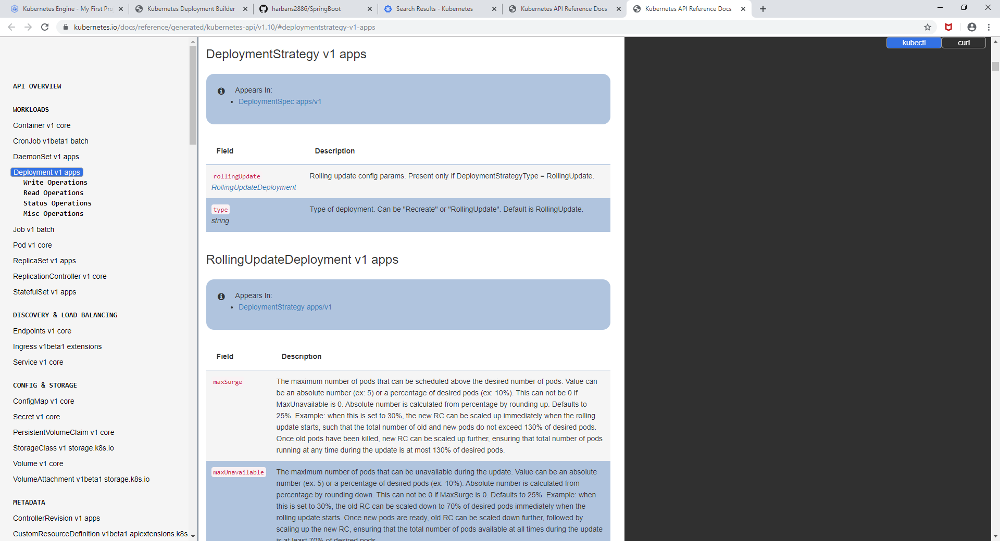 Kubernetes Engine - My First Pro
Kubernetes Deployment Builder
harbans2886/SpringBoot
Search Results - Kubernetes
Kubernetes API Reference Docs
Kubernetes API Reference Docs
kubernetes.io/docs/reference/generated/kubernetes-api/v1.10/#deploymentstrategy-v1-apps
kubectl
curl
API OVERVIEW
WORKLOADS
Container v1 core
CronJob v1beta1 batch
DaemonSet v1 apps
Deployment v1 apps
Write Operations
Read Operations
Status Operations
Misc Operations
Job v1 batch
Pod v1 core
ReplicaSet v1 apps
ReplicationController v1 core
StatefulSet v1 apps
DISCOVERY & LOAD BALANCING
Endpoints v1 core
Ingress v1beta1 extensions
Service v1 core
CONFIG & STORAGE
ConfigMap v1 core
Secret v1 core
PersistentVolumeClaim v1 core
StorageClass v1 storage.k8s.io
Volume v1 core
VolumeAttachment v1beta1 storage.k8s.io
METADATA
ControllerRevision v1 apps
CustomResourceDefinition v1beta1 apiextensions.k8s
DeploymentStrategy v1 apps
Appears In:
• DeploymentSpec apps/v1
Field Description
rollingUpdate Rolling update config params. Present only if DeploymentStrategyType = RollingUpdate.
RollingUpdateDeployment
type Type of deployment. Can be "Recreate" or "RollingUpdate". Default is RollingUpdate.
string
RollingUpdateDeployment v1 apps
Appears In:
• DeploymentStrategy apps/v1
Field Description
maxSurge The maximum number of pods that can be scheduled above the desired number of pods. Value can
be an absolute number (ex: 5) or a percentage of desired pods (ex: 10%). This can not be 0 if
MaxUnavailable is 0. Absolute number is calculated from percentage by rounding up. Defaults to
25%. Example: when this is set to 30%, the new RC can be scaled up immediately when the rolling
update starts, such that the total number of old and new pods do not exceed 130% of desired pods.
Once old pods have been killed, new RC can be scaled up further, ensuring that total number of pods
running at any time during the update is at most 130% of desired pods.
maxUnavailable The maximum number of pods that can be unavailable during the update. Value can be an absolute
number (ex: 5) or a percentage of desired pods (ex: 10%). Absolute number is calculated from
percentage by rounding down. This can not be 0 if MaxSurge is 0. Defaults to 25%. Example: when
this is set to 30%, the old RC can be scaled down to 70% of desired pods immediately when the
rolling update starts. Once new pods are ready, old RC can be scaled down further, followed by
scaling up the new RC, ensuring that the total number of pods available at all times during the update
is at least 70% of desired pods